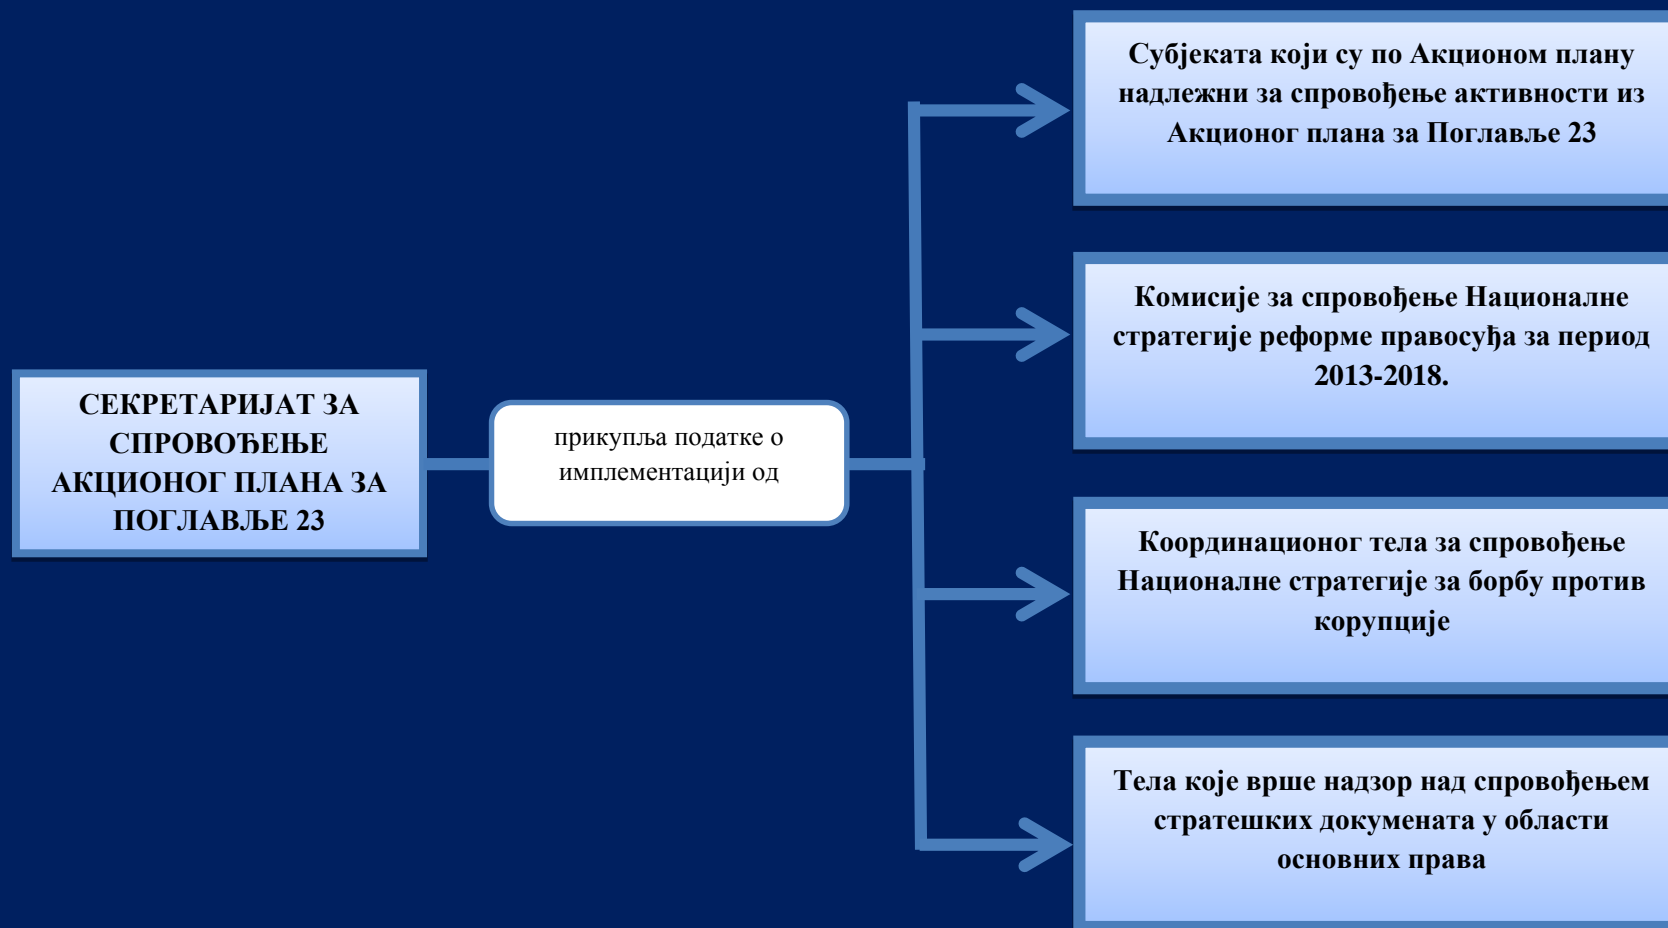 СЕКРЕТАРИЈАТ ЗА
СПРОВОЂЕЊЕ
АКЦИОНОГ ПЛАНА ЗА
ПОГЛАВЉЕ 23
прикупља податке о
имплементацији од
Субјеката који су по Акционом плану
надлежни за спровођење активности из
Акционог плана за Поглавље 23
Комисије за спровођење Националне
стратегије реформе правосуђа за период
2013-2018.
Координационог тела за спровођење
Националне стратегије за борбу против
корупције
Тела које врше надзор над спровођењем
стратешких докумената у области
основних права